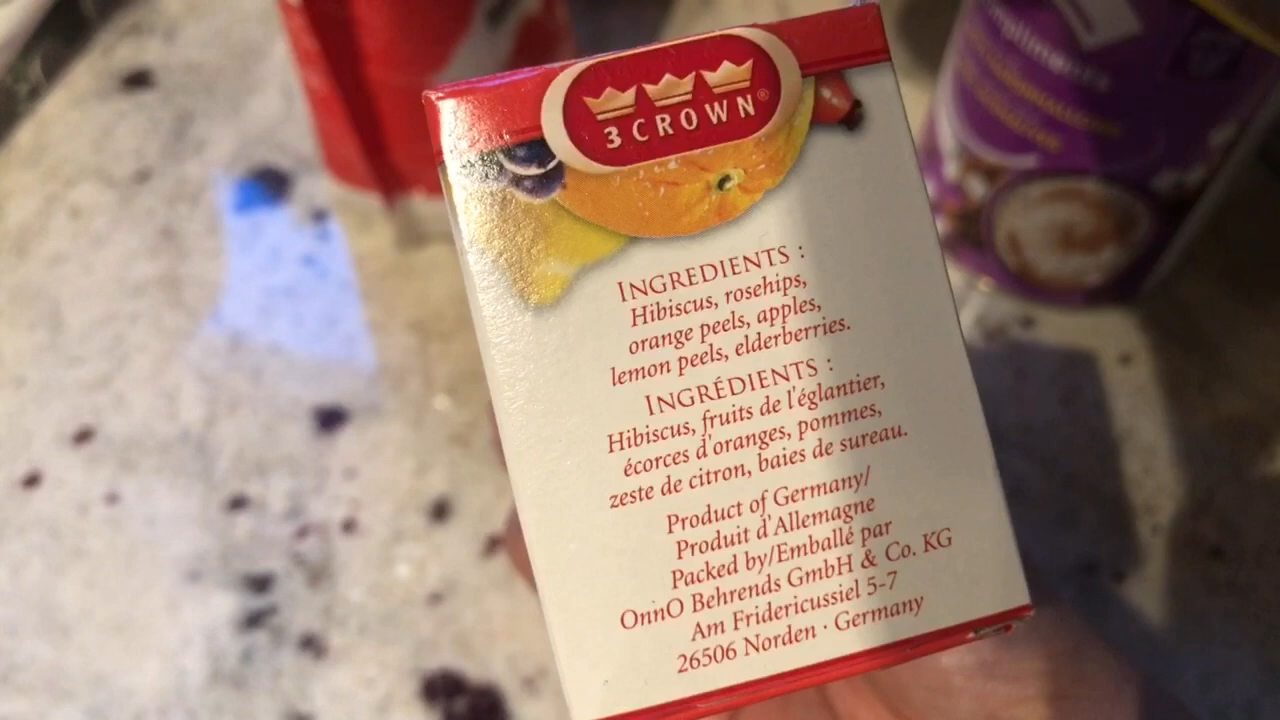 3 CROWN®
INGREDIENTS :
Hibiscus, rosehips,
orange peels, apples,
lemon peels, elderberries.
INGRÉDIENTS :
Hibiscus, fruits de l'églantier,
écorces d'oranges, pommes,
zeste de citron, baies de sureau.
Product of Germany/
Produit d'Allemagne
Packed by/Emballé par
OnnO Behrends GmbH & Co. KG
Am Fridericussiel 5-7
26506 Norden · Germany